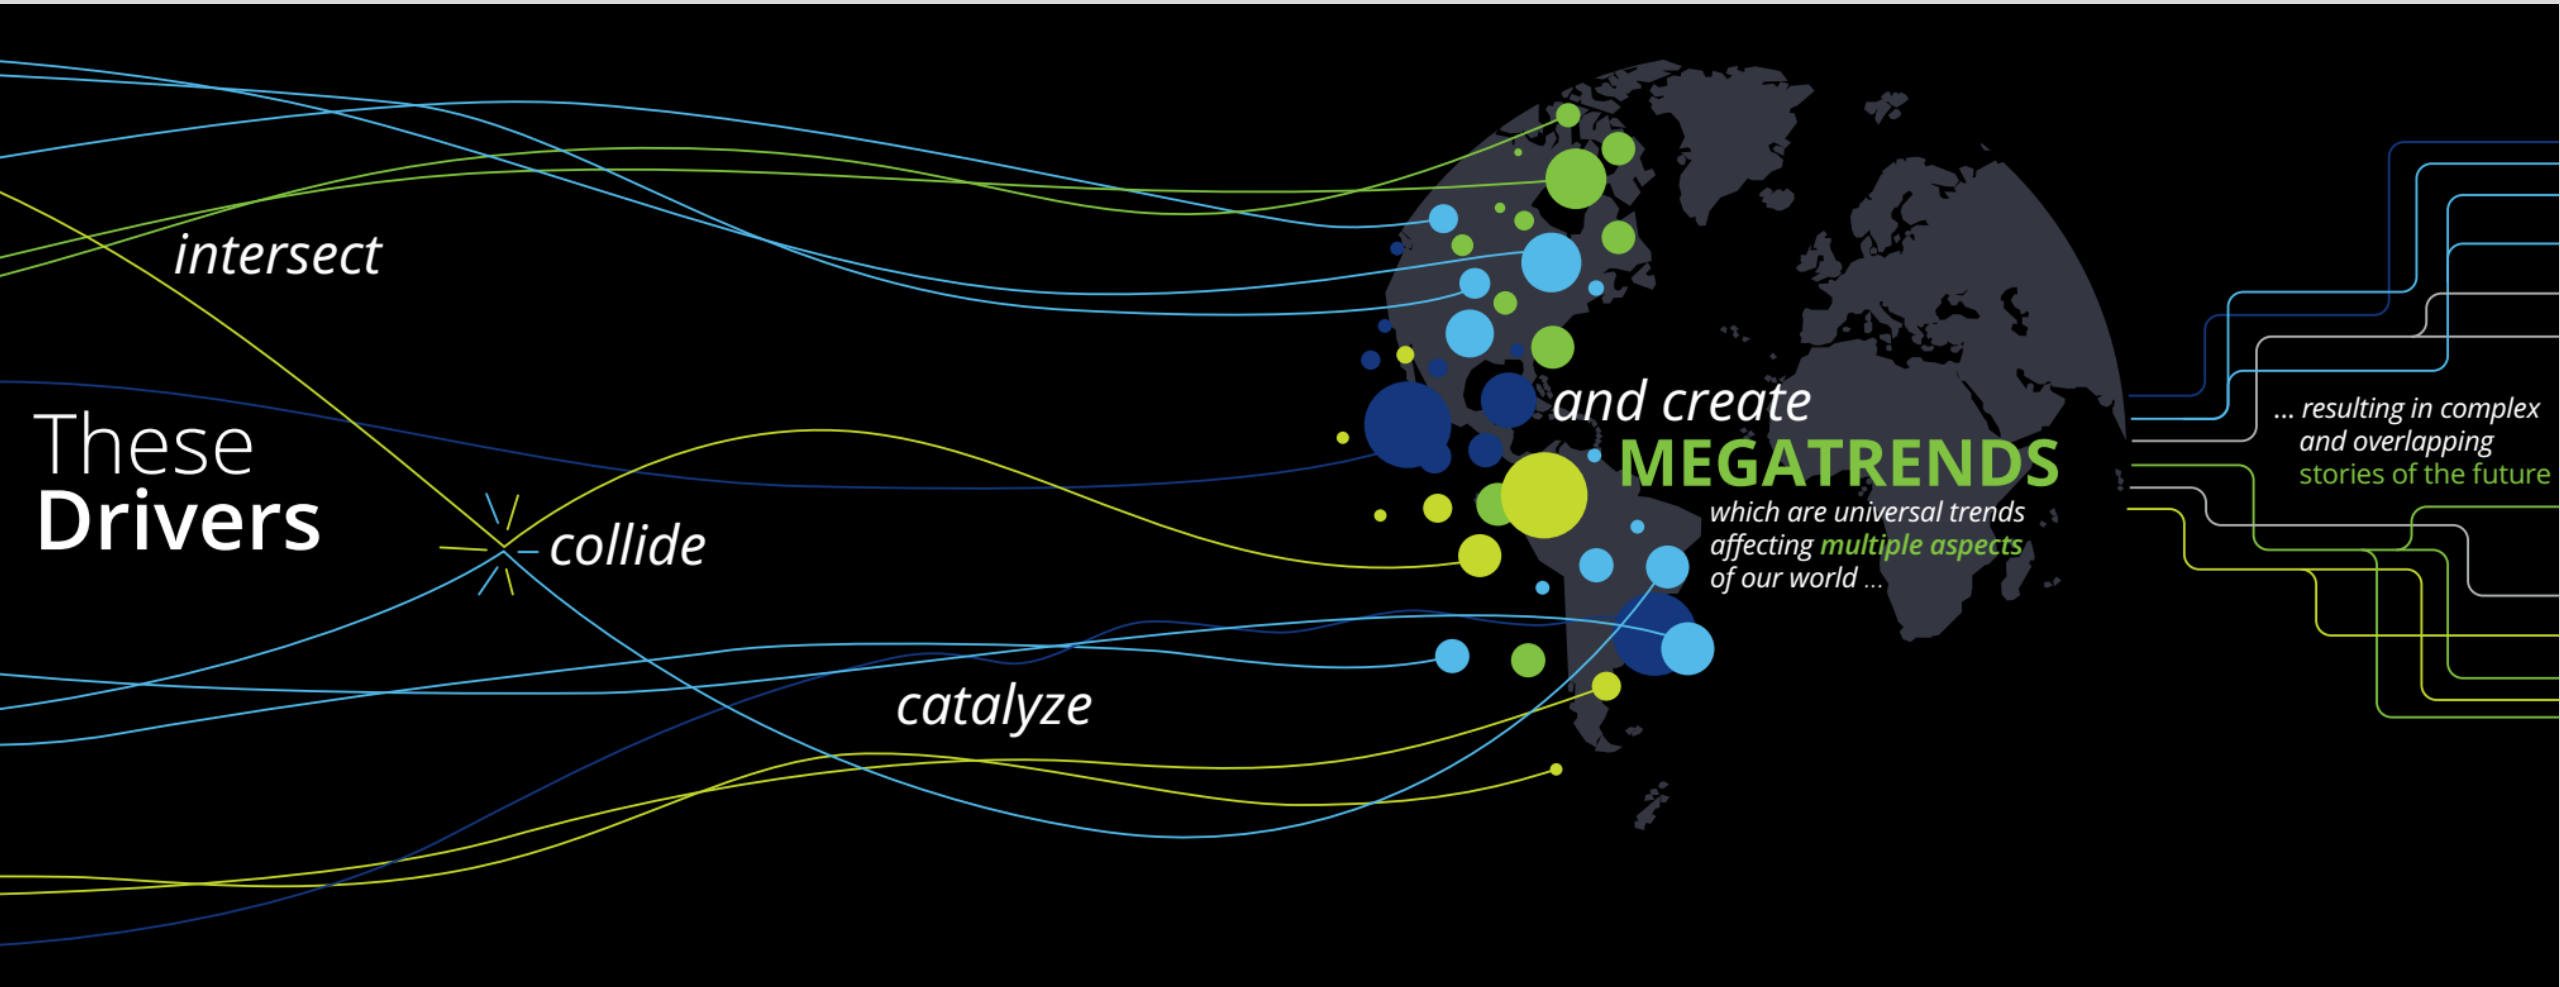 These
Drivers
intersect
collide
catalyze
and create
MEGATRENDS
which are universal trends
affecting multiple aspects
of our world ...
... resulting in complex
and overlapping
stories of the future